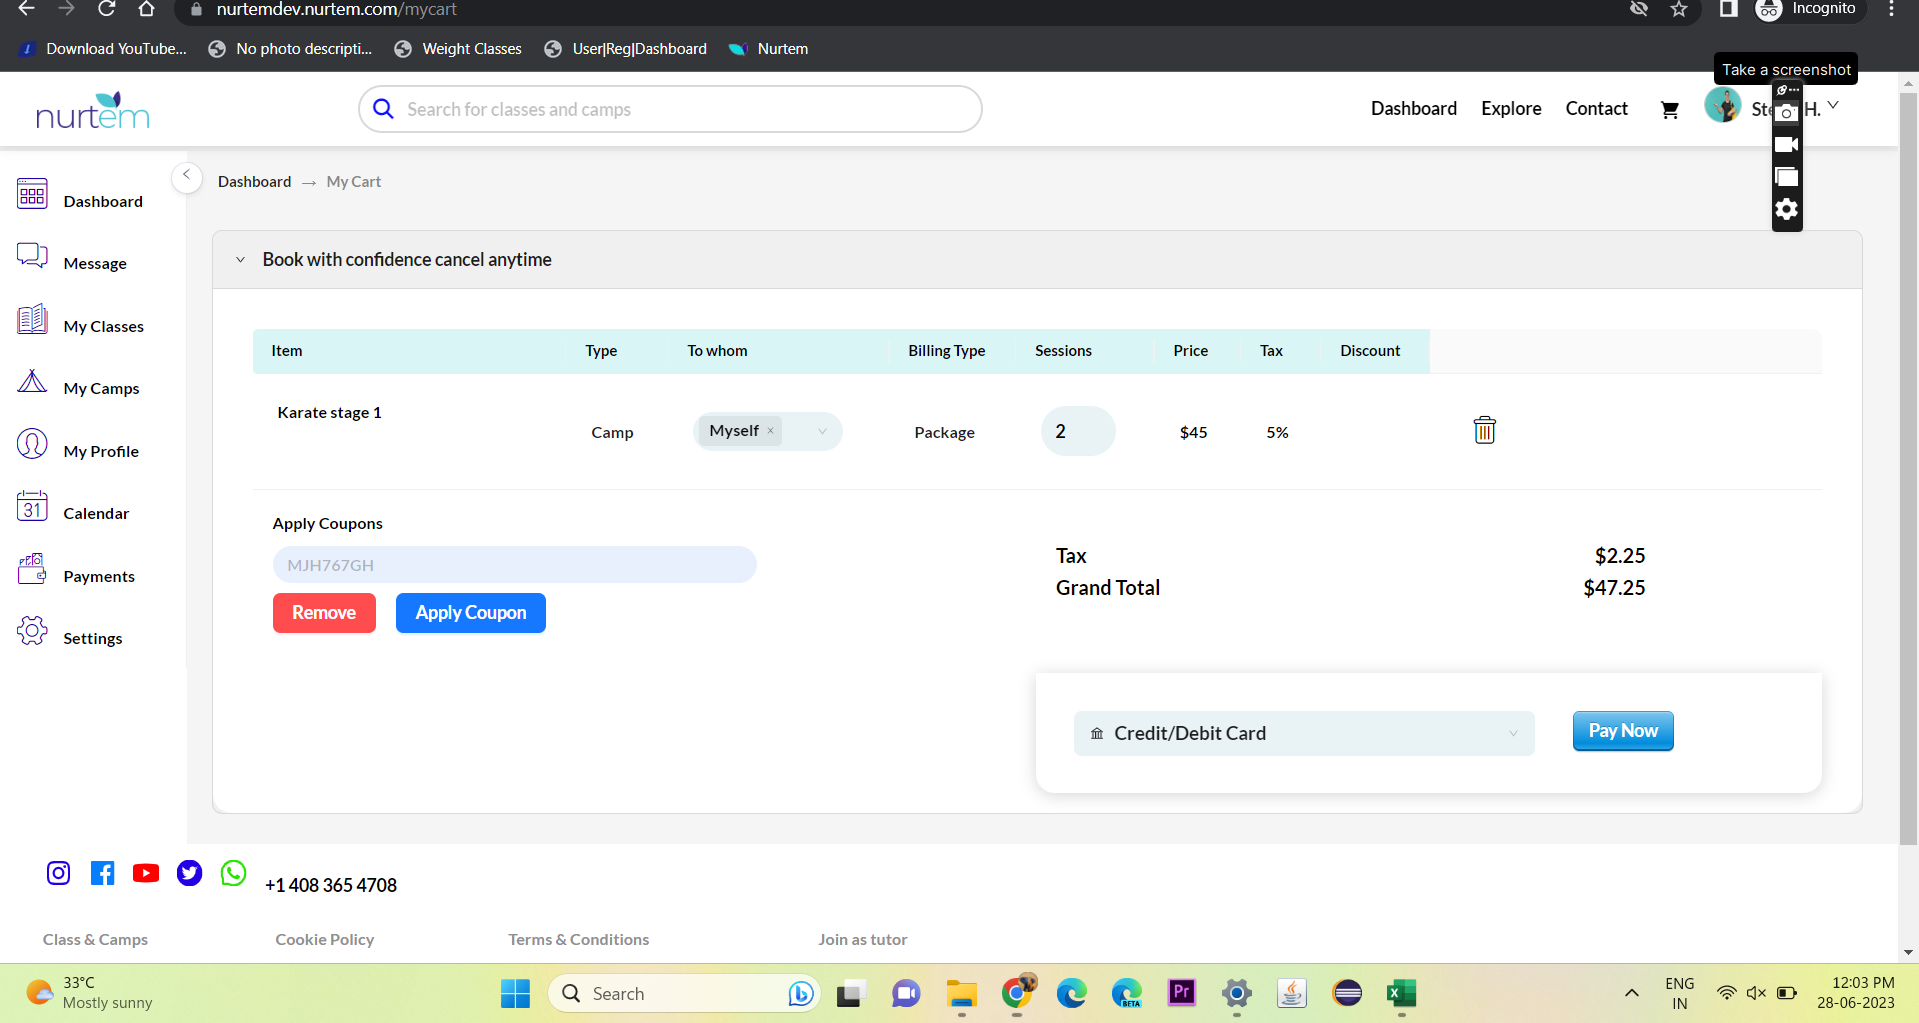 nurtemdev.nurtem.com/mycart
Incognito
Download YouTube...
No photo descripti...
Weight Classes
User|Reg|Dashboard
Nurtem
Take a screenshot
nurtem
Search for classes and camps
Dashboard
Explore
Contact
H.
Dashboard → My Cart
Dashboard
Message
My Classes
My Camps
My Profile
31
Calendar
Payments
Settings
Book with confidence cancel anytime
Item Type To whom Billing Type Sessions Price Tax Discount
Karate stage 1
Camp Myself × Package 2 $45 5%
Apply Coupons
MJH767GH
Remove Apply Coupon
Tax $2.25
Grand Total $47.25
Credit/Debit Card
Pay Now
+1 408 365 4708
Class & Camps Cookie Policy Terms & Conditions Join as tutor
33°C
Mostly sunny
Search
BETA
Pr
ENG
IN
12:03 PM
28-06-2023